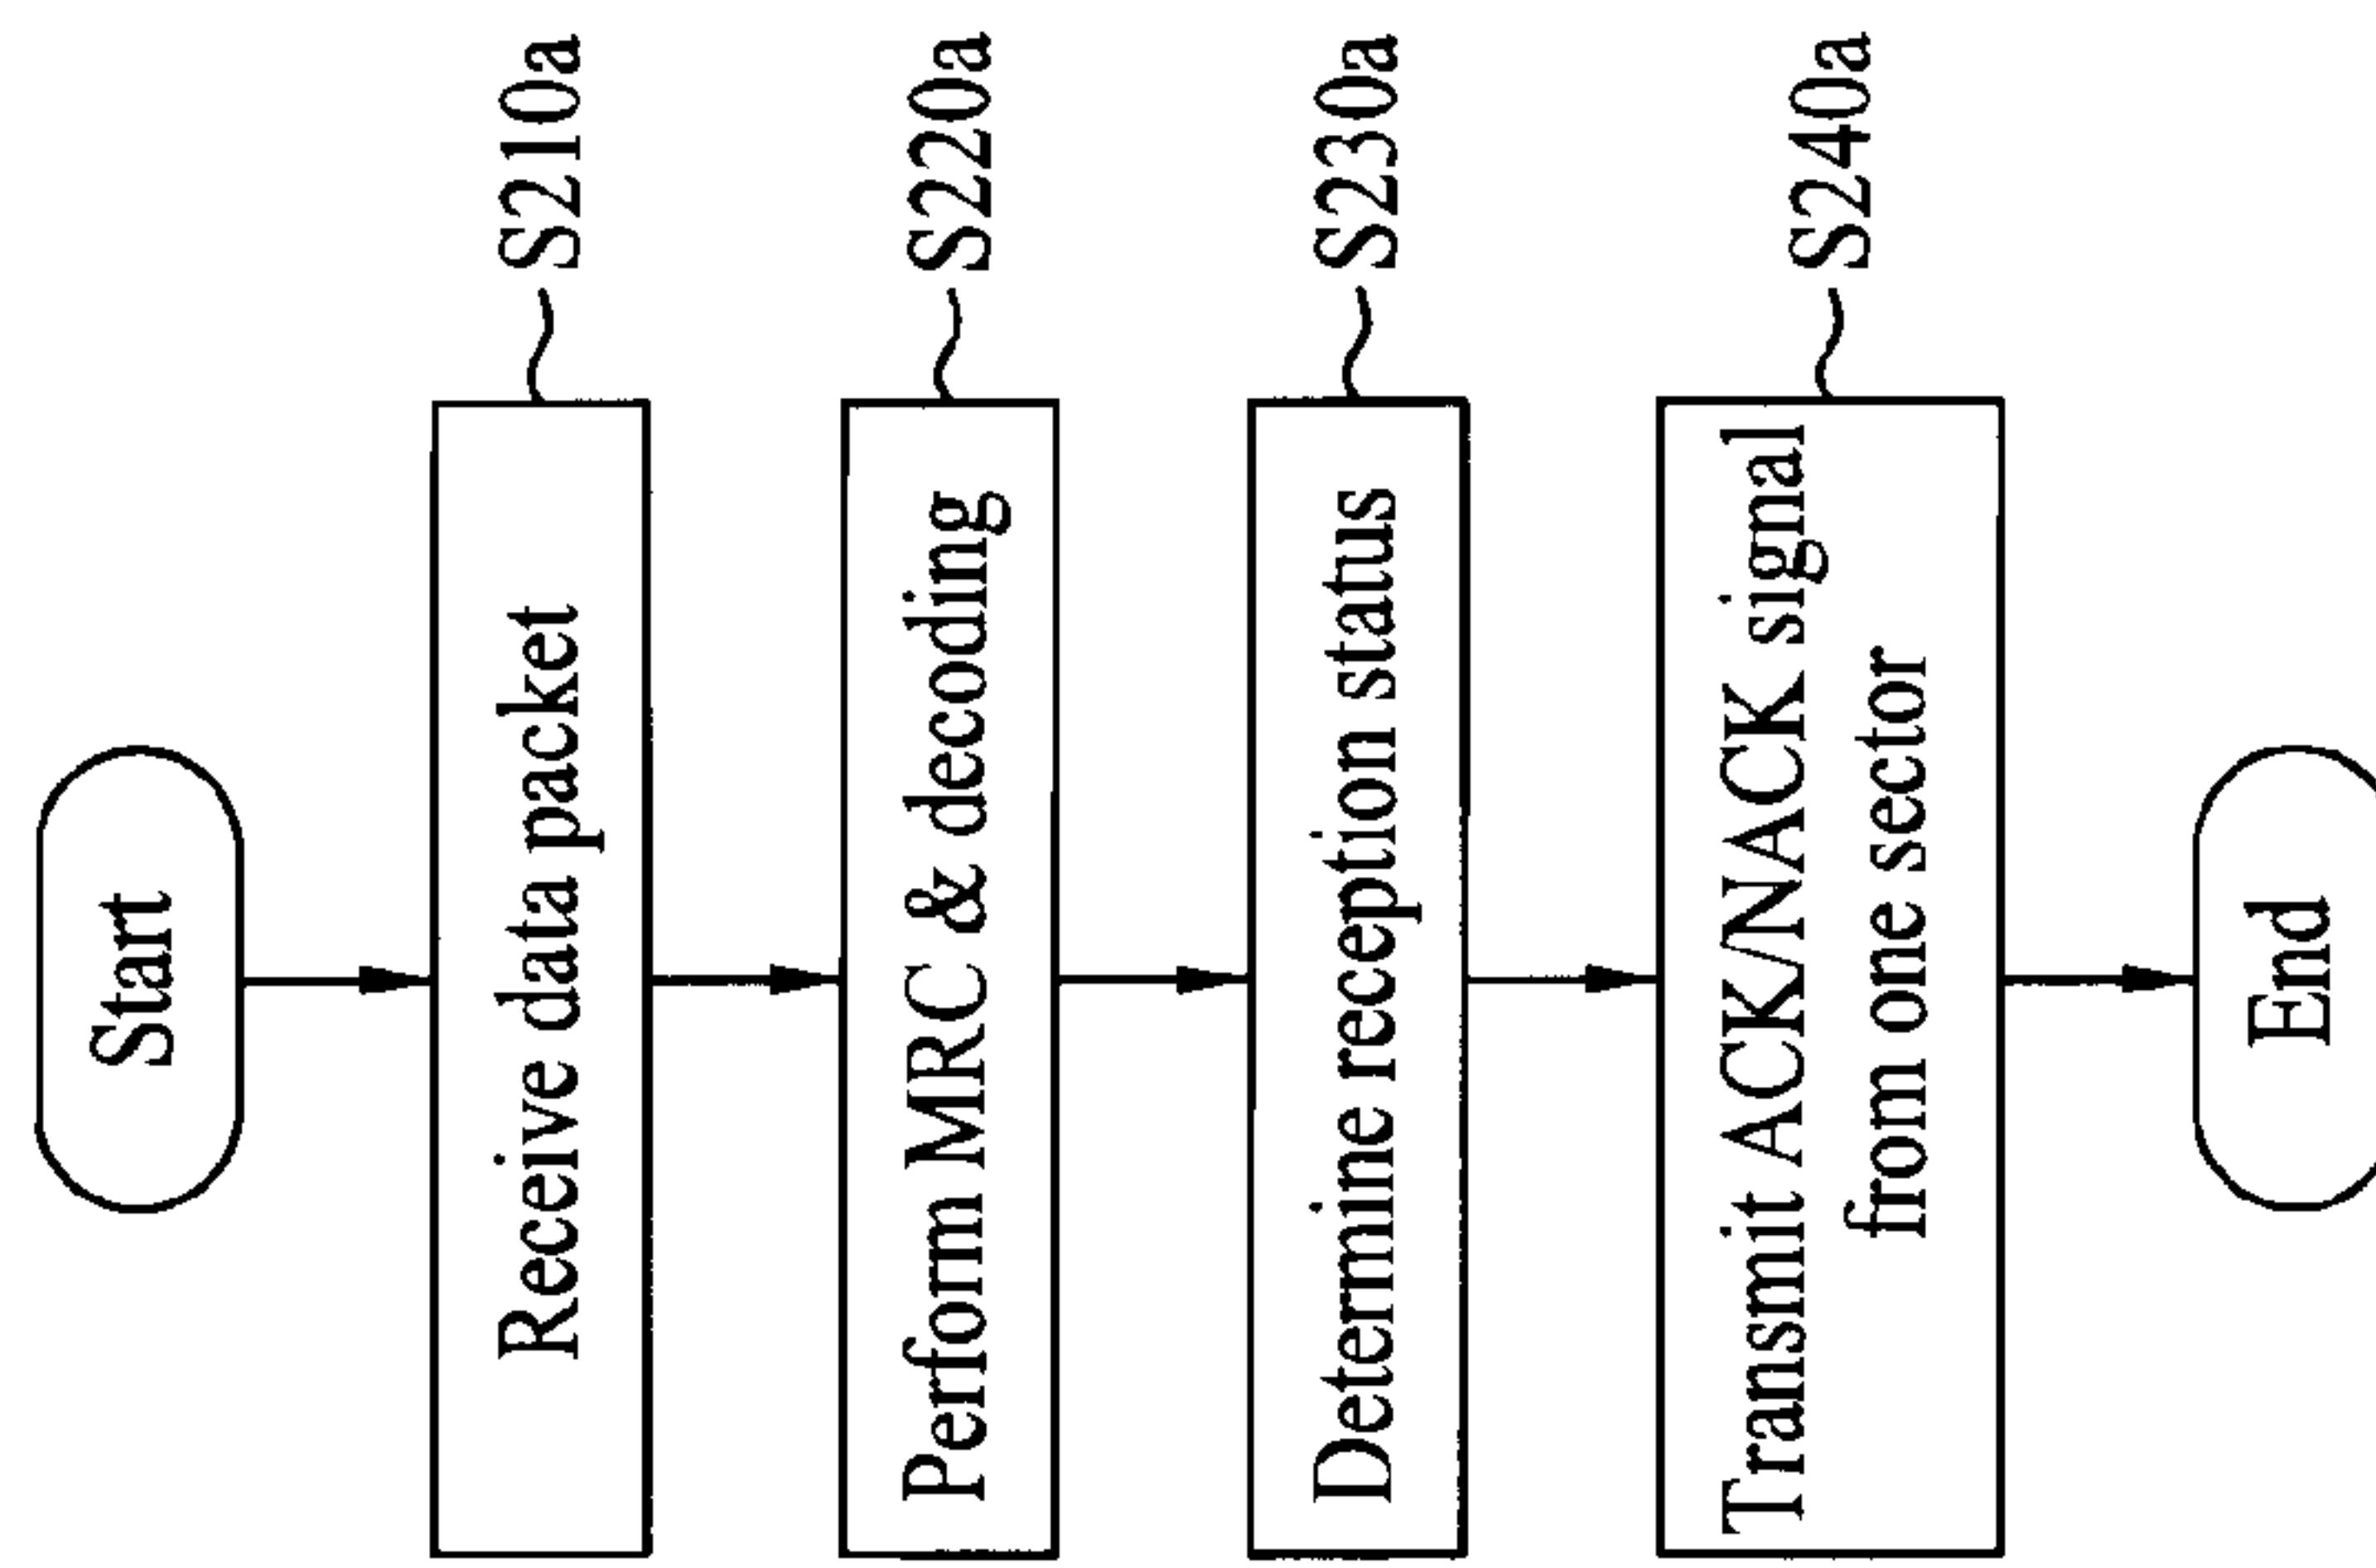 Start
Receive data packet
S210a
Perform MRC & decoding
S220a
Determine reception status
S230a
Transmit ACK/NACK signal
from one sector
S240a
End